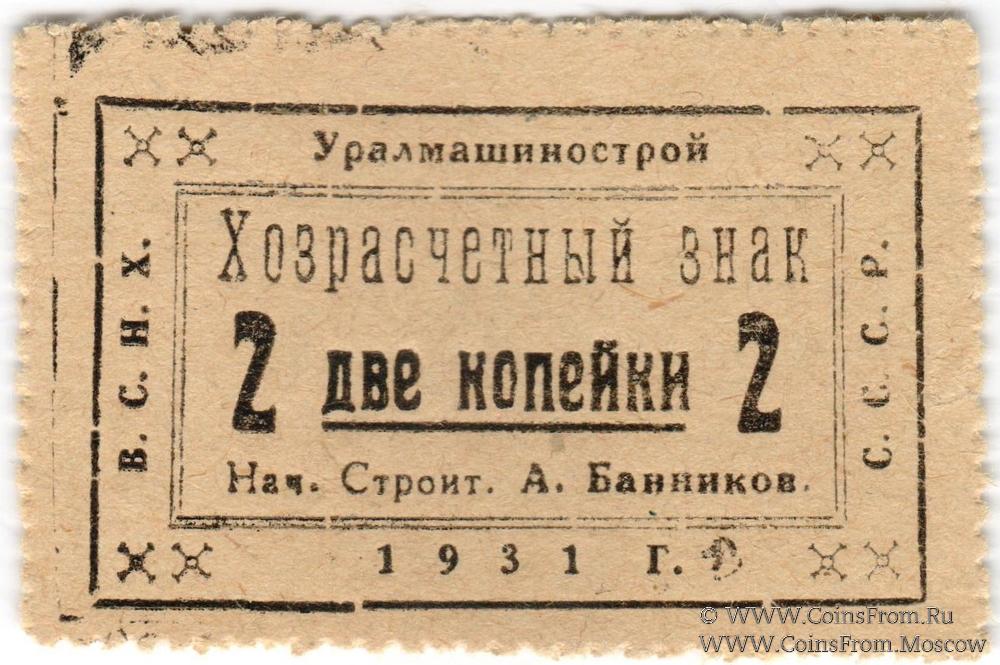 Уралмашинострой
В. С. Н. Х.
Хозрасчетный знак
2 две копейки 2
Нач. Строит. А. Банников.
С. С. С. Р.
1931 Г.
© WWW.CoinsFrom.Ru
WWW.CoinsFrom.Moscow